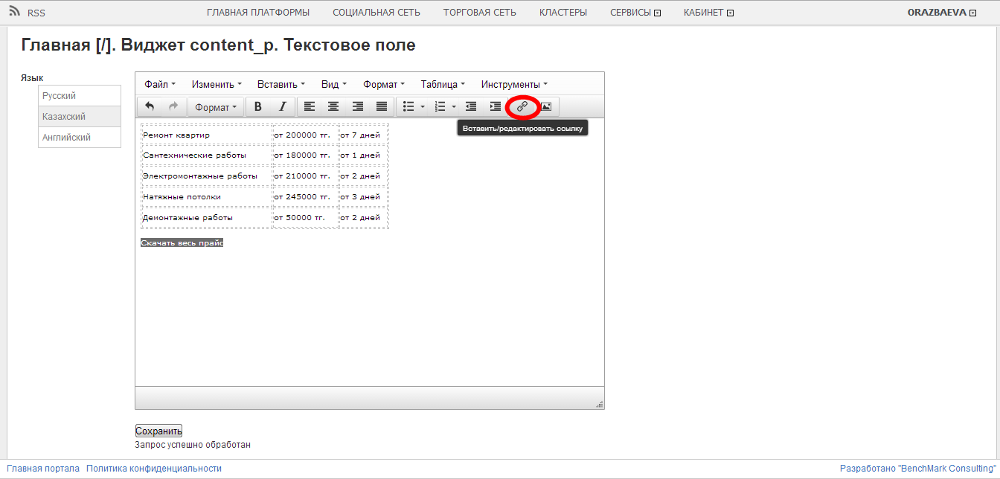 RSS ГЛАВНАЯ ПЛАТФОРМЫ СОЦИАЛЬНАЯ СЕТЬ ТОРГОВАЯ СЕТЬ КЛАСТЕРЫ СЕРВИСЫ КАБИНЕТ ORAZBAEVA
Главная [/]. Виджет content_p. Текстовое поле
Язык
Русский
Казахский
Английский
Файл Изменить Вставить Вид Формат Таблица Инструменты
Формат B I
Вставить/редактировать ссылку
Ремонт квартир от 200000 тг. от 7 дней
Сантехнические работы от 180000 тг. от 1 дней
Электромонтажные работы от 210000 тг. от 2 дней
Натяжные потолки от 245000 тг. от 3 дней
Демонтажные работы от 50000 тг. от 2 дней
Скачать весь прайс
Сохранить
Запрос успешно обработан
Главная портала Политика конфиденциальности Разработано "BenchMark Consulting"